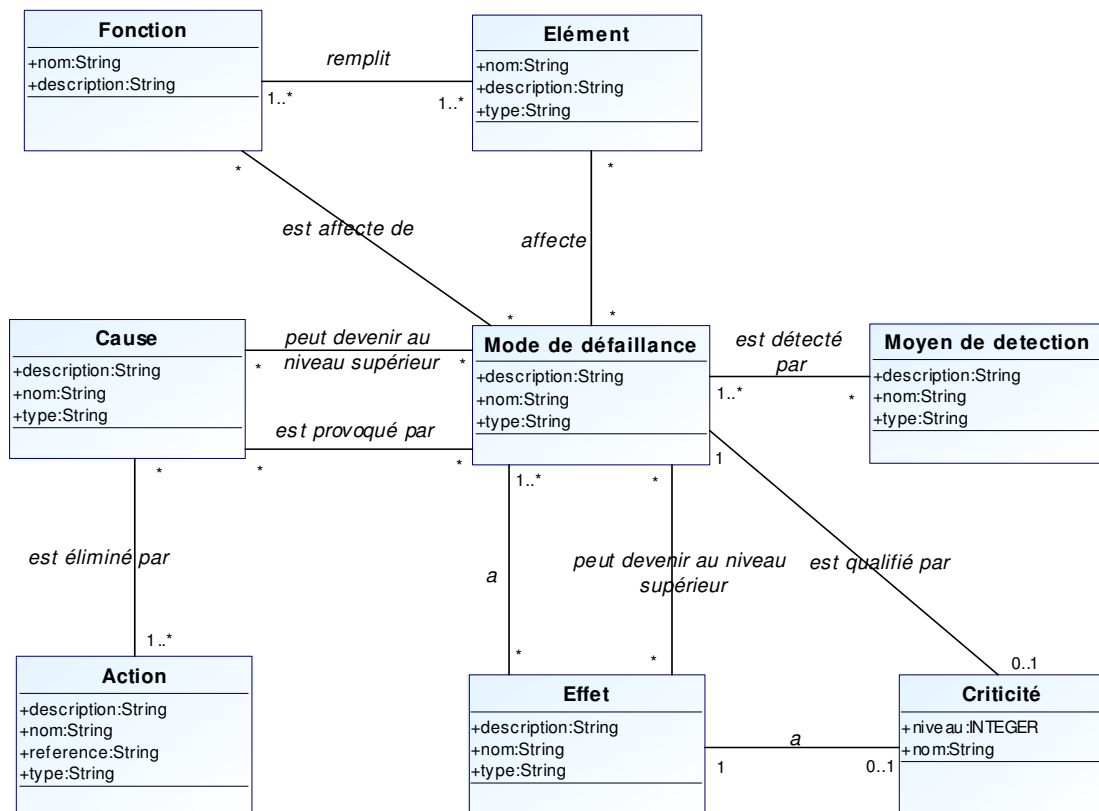 Fonction
+nom:String
+description:String
remplit
1..*
1..*
Elément
+nom:String
+description:String
+type:String
*
*
est affecte de
affecte
*
*
Cause
+description:String
+nom:String
+type:String
peut devenir au
niveau supérieur
*
*
est provoqué par
*
*
*
Mode de défaillance
+description:String
+nom:String
+type:String
est détecté
par
1..*
*
Moyen de detection
+description:String
+nom:String
+type:String
1
1..*
*
est éliminé par
a
peut devenir au niveau
supérieur
est qualifié par
1..*
*
*
0..1
Action
+description:String
+nom:String
+reference:String
+type:String
Effet
+description:String
+nom:String
+type:String
a
1
0..1
Criticité
+niveau:INTEGER
+nom:String